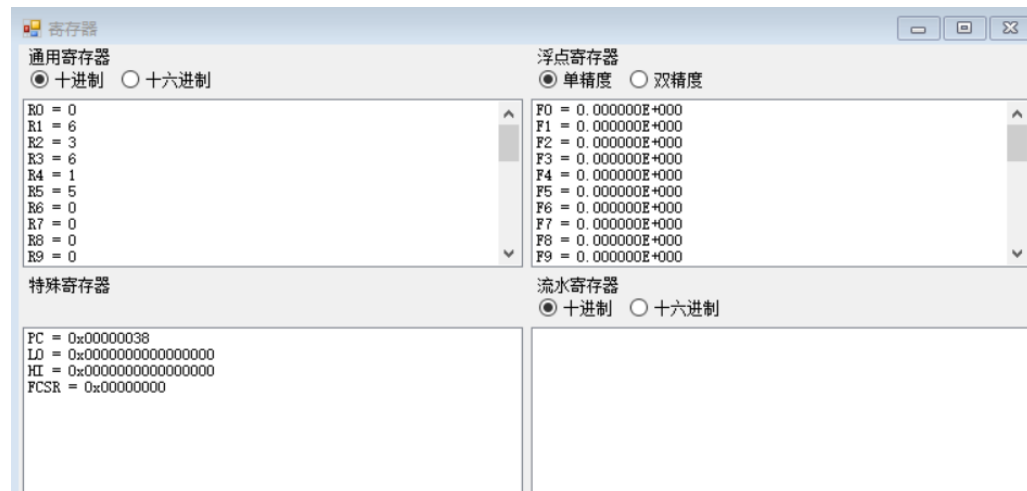 寄存器
通用寄存器
十进制 十六进制
R0 = 0
R1 = 6
R2 = 3
R3 = 6
R4 = 1
R5 = 5
R6 = 0
R7 = 0
R8 = 0
R9 = 0
浮点寄存器
单精度 双精度
F0 = 0.000000E+000
F1 = 0.000000E+000
F2 = 0.000000E+000
F3 = 0.000000E+000
F4 = 0.000000E+000
F5 = 0.000000E+000
F6 = 0.000000E+000
F7 = 0.000000E+000
F8 = 0.000000E+000
F9 = 0.000000E+000
特殊寄存器
PC = 0x00000038
LO = 0x0000000000000000
HI = 0x0000000000000000
FCSR = 0x00000000
流水寄存器
十进制 十六进制